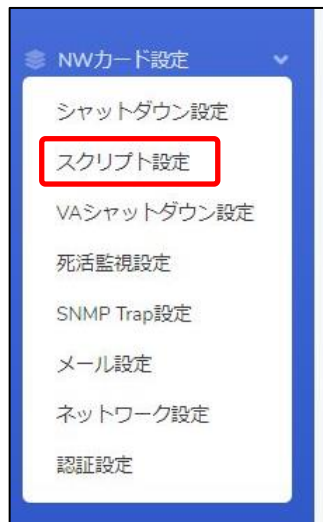 NWカード設定
シャットダウン設定
スクリプト設定
VAシャットダウン設定
死活監視設定
SNMP Trap設定
メール設定
ネットワーク設定
認証設定